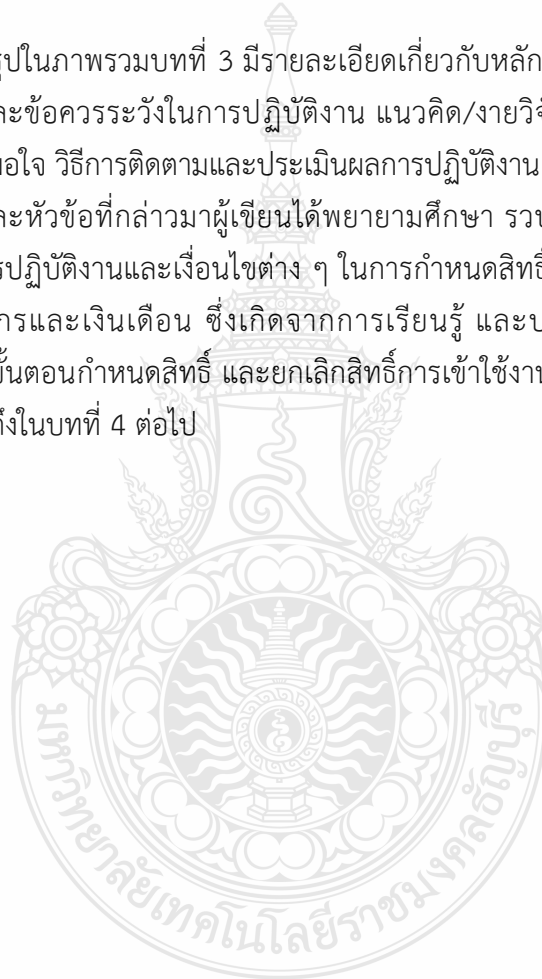 รุปในภาพรวมบทที่ 3 มีรายละเอียดเกี่ยวกับหลัก
ละข้อควรระวังในการปฏิบัติงาน แนวคิด/งายวิจั
พอใจ วิธีการติดตามและประเมินผลการปฏิบัติงาน
ละหัวข้อที่กล่าวมาผู้เขียนได้พยายามศึกษา รวบ
รปฏิบัติงานและเงื่อนไขต่าง ๆ ในการกำหนดสิทธิ์
กรและเงินเดือน ซึ่งเกิดจากการเรียนรู้ และป
ขั้นตอนกำหนดสิทธิ์ และยกเลิกสิทธิ์การเข้าใช้งาน
ถึงในบทที่ 4 ต่อไป
มหาวิทยาลัยเทคโนโลยีราชมงคลธัญบุรี